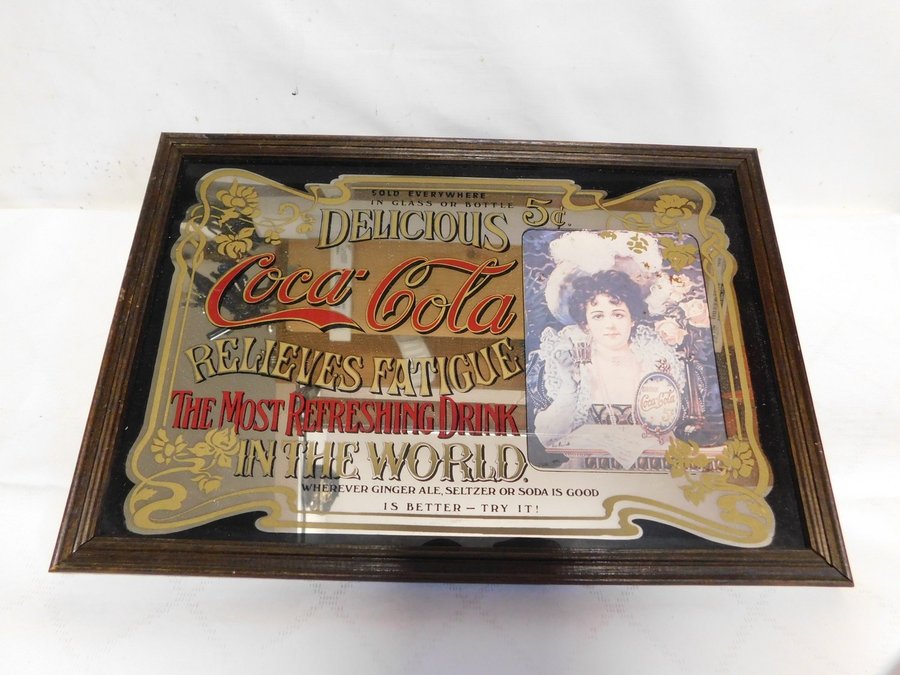 SOLD EVERYWHERE
IN GLASS OR BOTTLE
5¢.
DELICIOUS
Coca-Cola
RELIEVES FATIGUE
THE MOST REFRESHING DRINK
IN THE WORLD.
WHEREVER GINGER ALE, SELTZER OR SODA IS GOOD
IS BETTER – TRY IT!
Coca-Cola
5¢